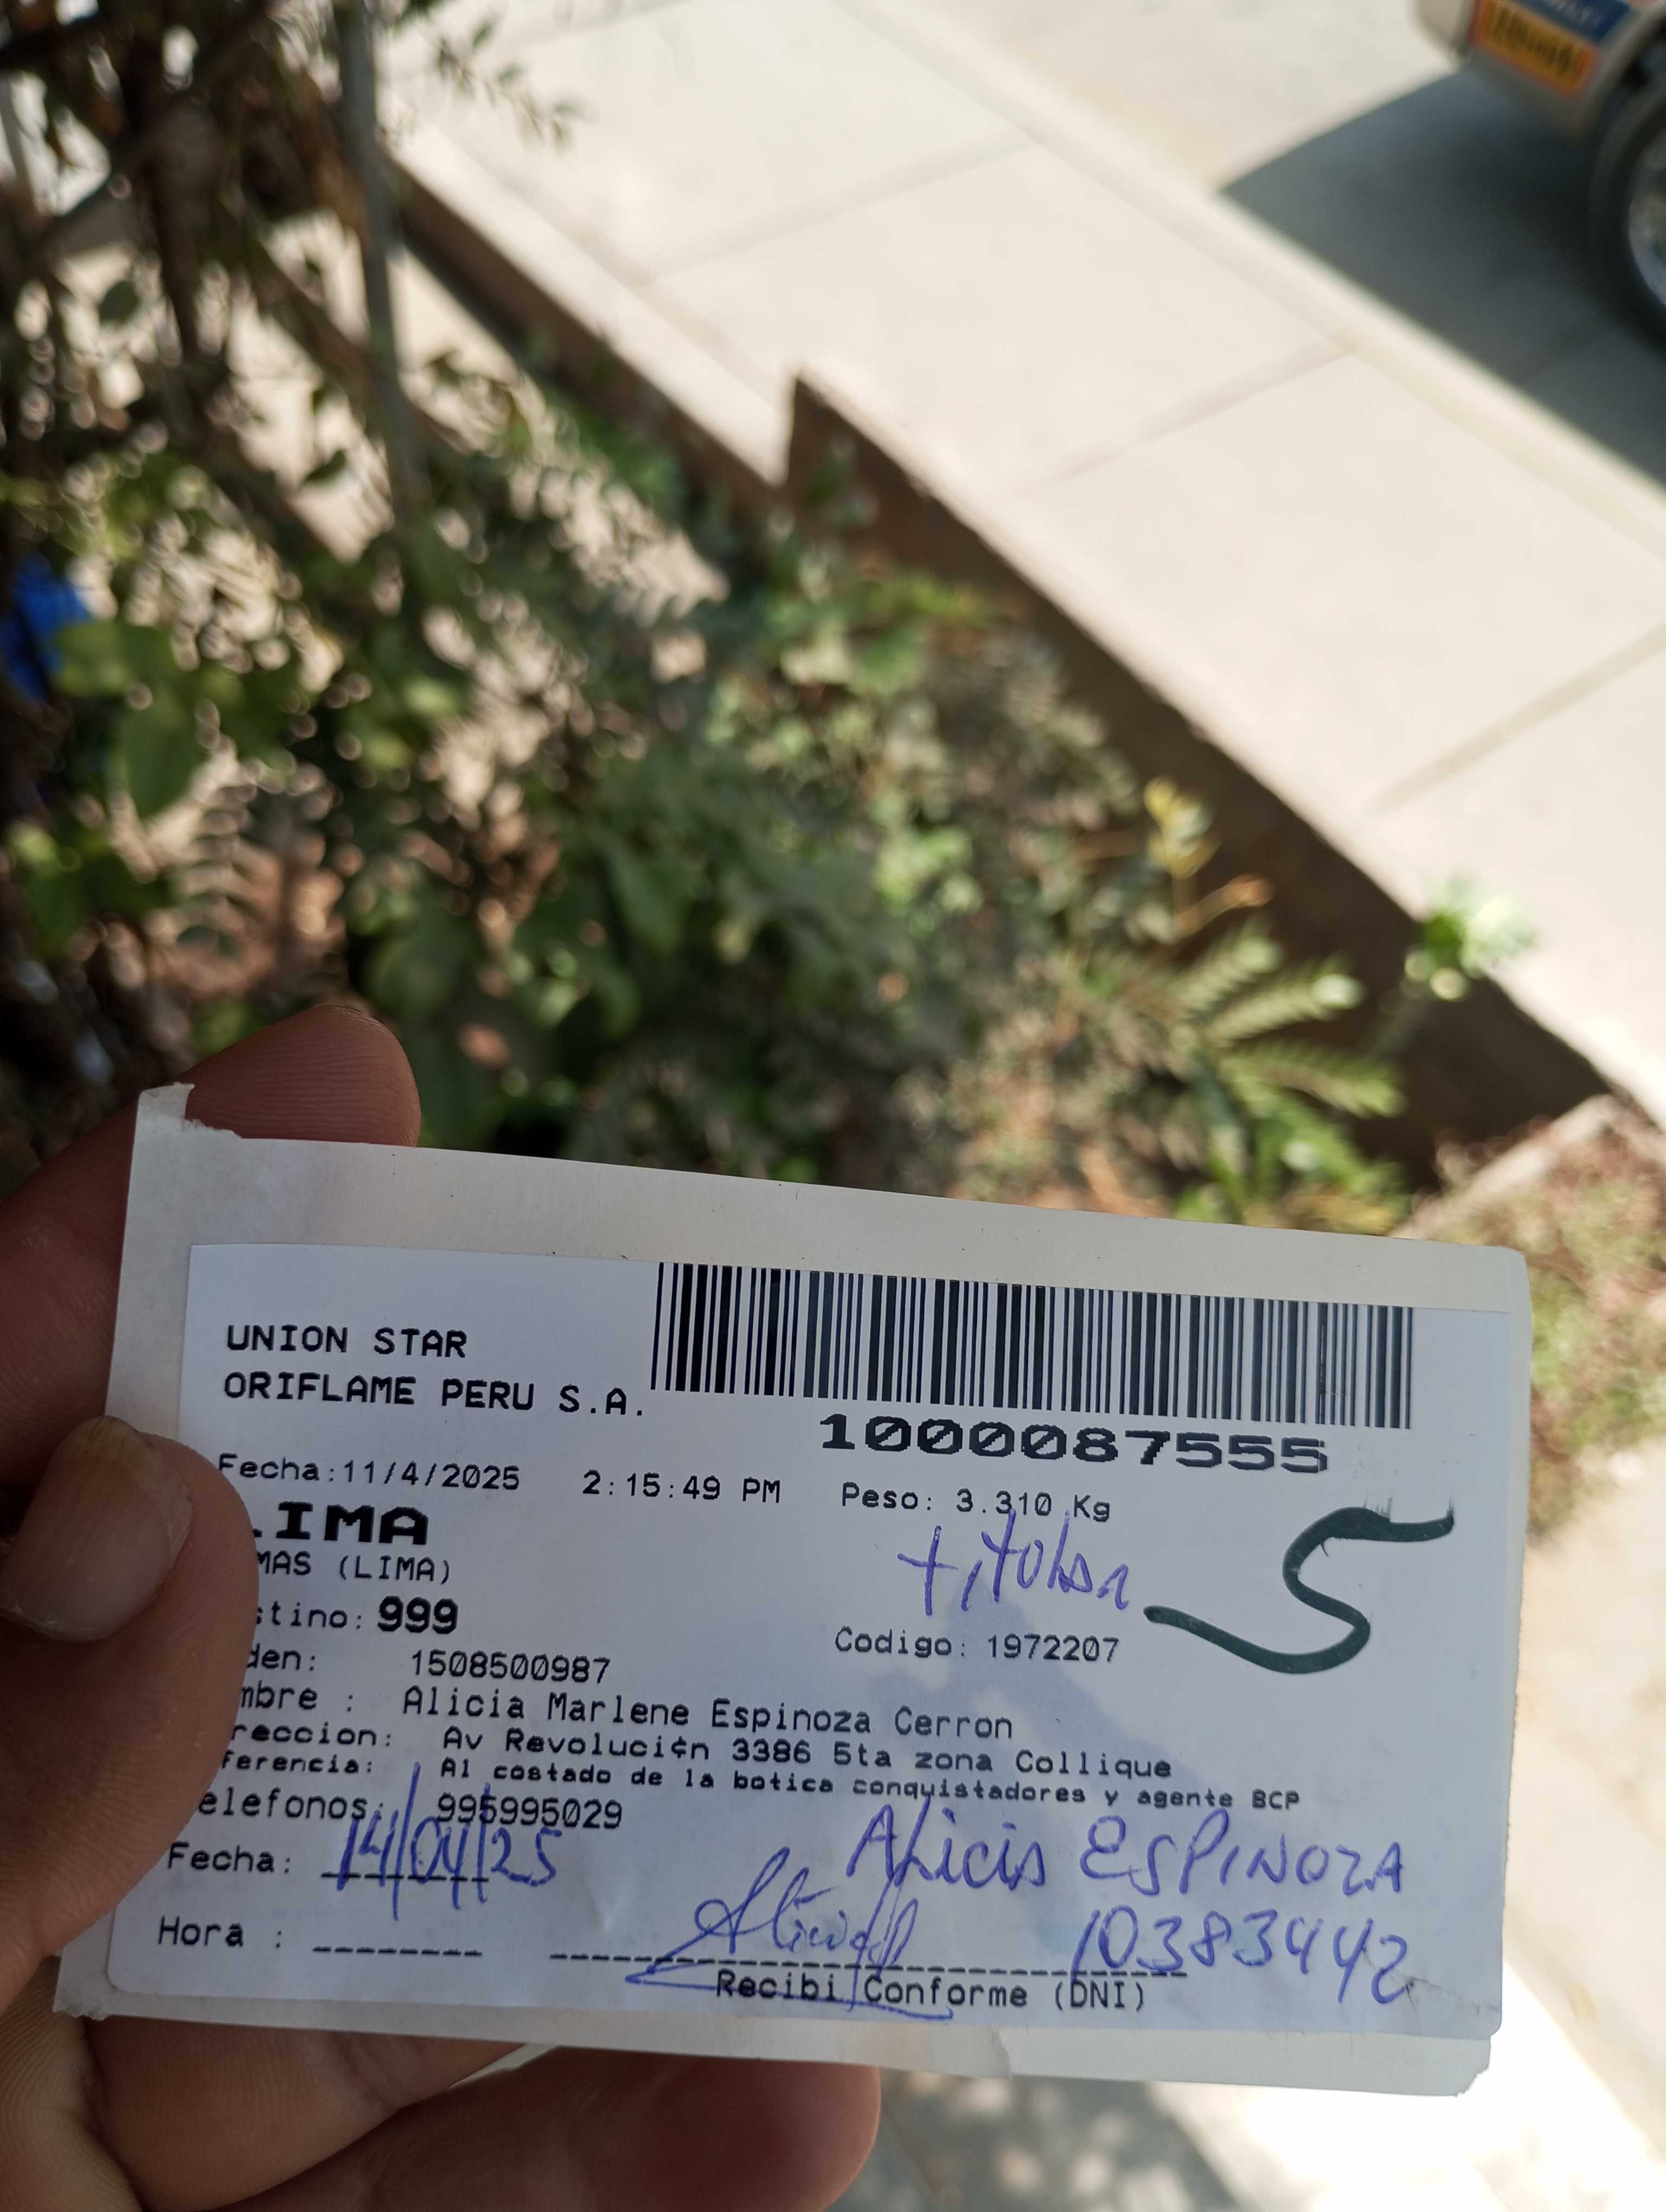 UNION STAR
ORIFLAME PERU S.A.
1000087555
Fecha:11/4/2025 2:15:49 PM Peso: 3.310 Kg
IMA
MAS (LIMA)
titular
5
stino: 999
Codigo: 1972207
den: 1508500987
mbre : Alicia Marlene Espinoza Cerron
reccion: Av Revoluci¢n 3386 5ta zona Collique
ferencia: Al costado de la botica conquistadores y agente BCP
elefonos: 995995029
Fecha: 14/04/25
Alicia ESPINOZA
Hora :
10383442
Recibi Conforme (DNI)